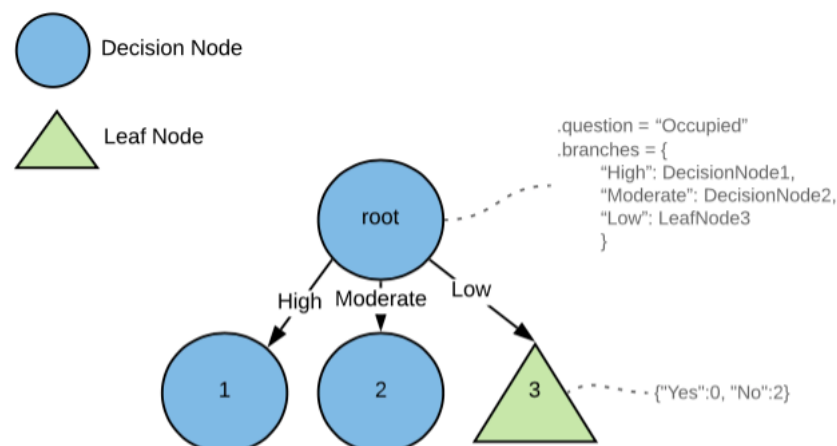 Decision Node
Leaf Node
.question = “Occupied”
.branches = {
“High”: DecisionNode1,
“Moderate”: DecisionNode2,
“Low”: LeafNode3
}
root
High
Moderate
Low
1
2
3
{"Yes":0, "No":2}